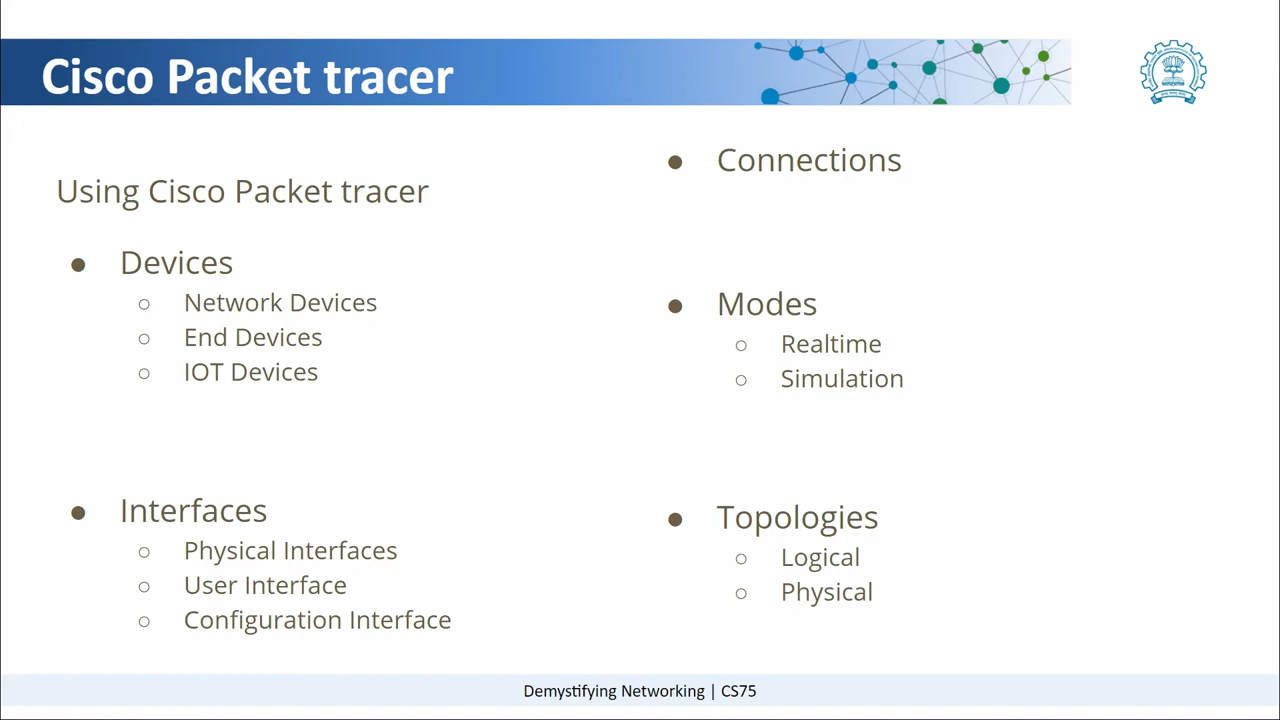 Cisco Packet tracer
Using Cisco Packet tracer
● Devices
○ Network Devices
○ End Devices
○ IOT Devices
● Interfaces
○ Physical Interfaces
○ User Interface
○ Configuration Interface
● Connections
● Modes
○ Realtime
○ Simulation
● Topologies
○ Logical
○ Physical
Demystifying Networking | CS75